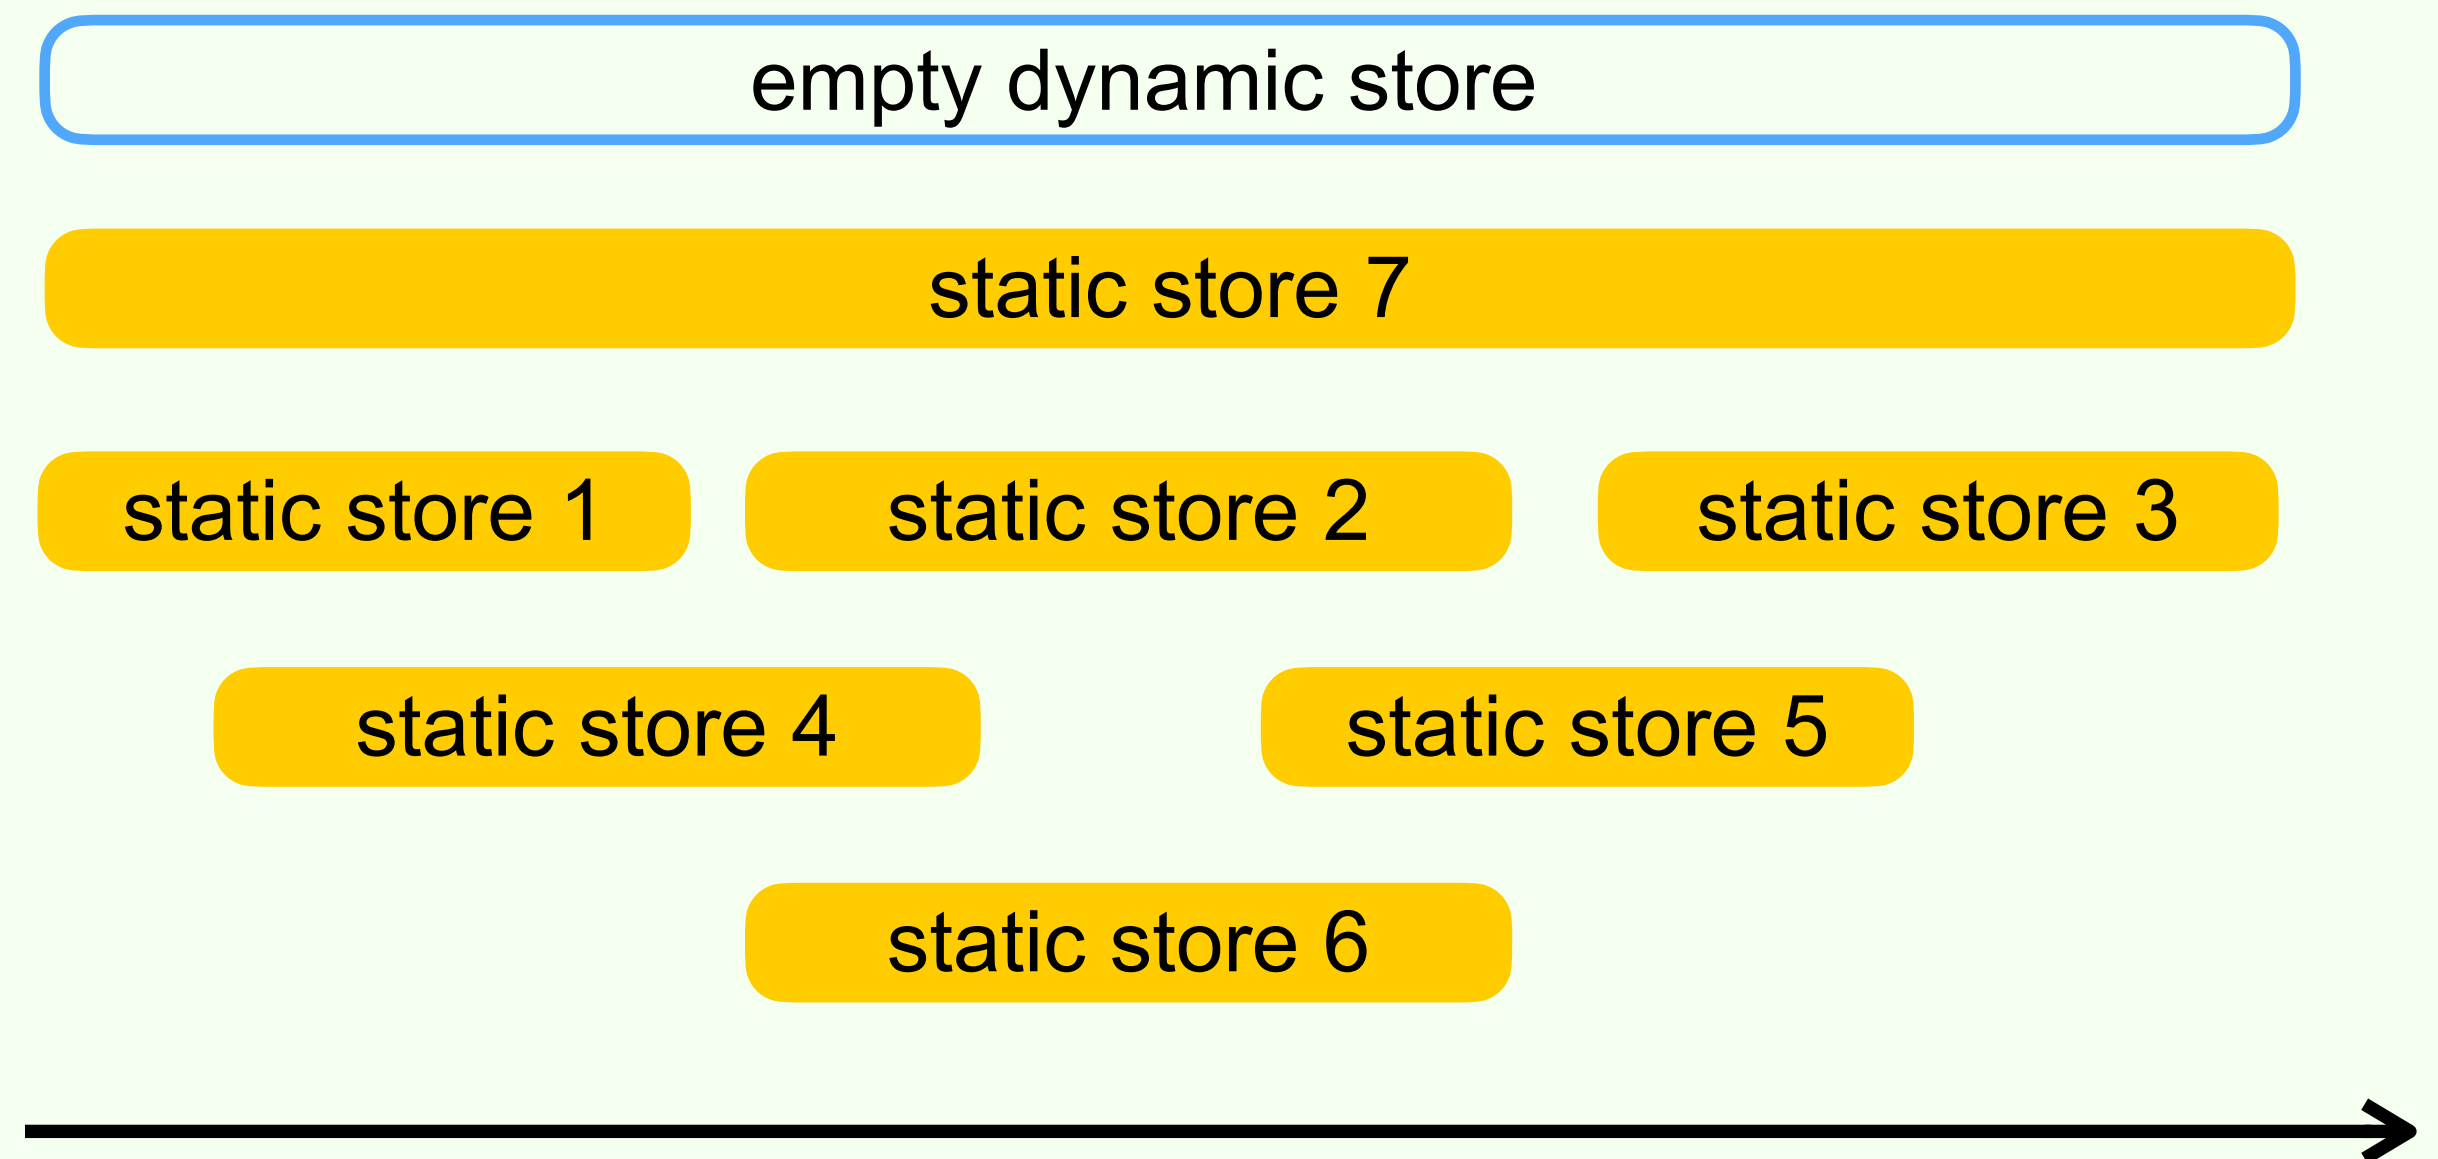 empty dynamic store
static store 7
static store 1
static store 2
static store 3
static store 4
static store 5
static store 6